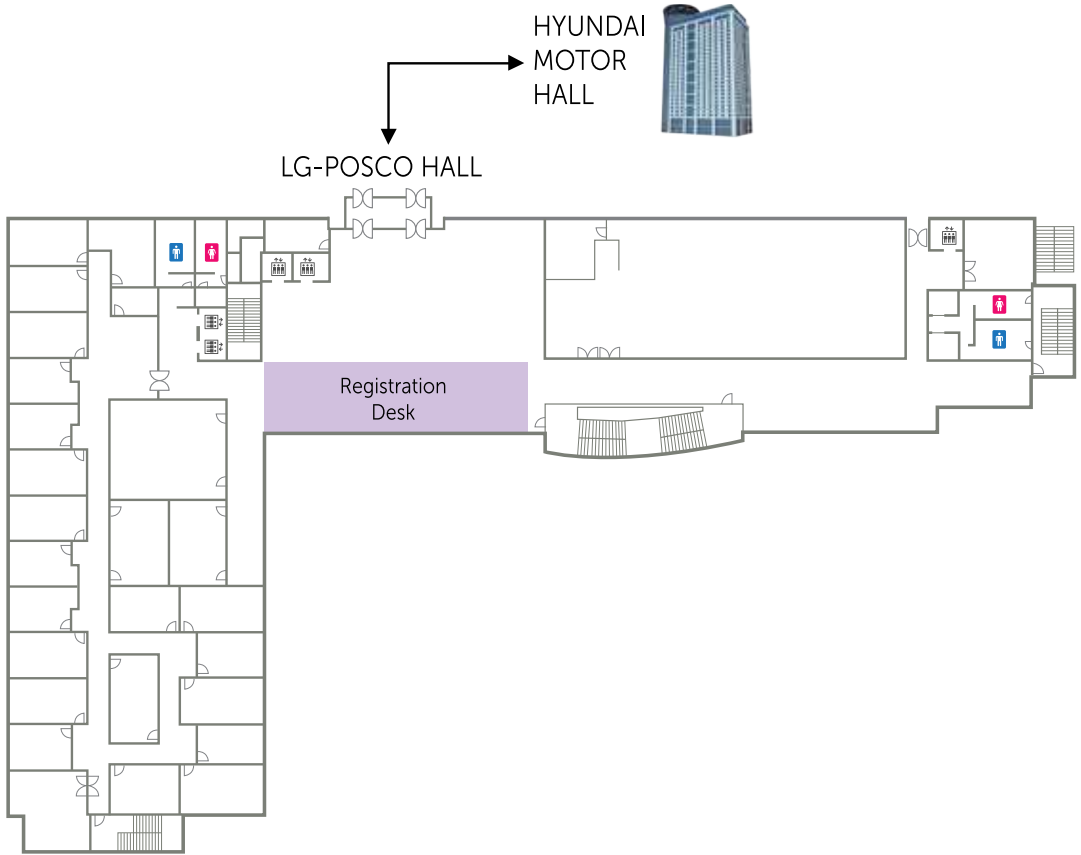 HYUNDAI
MOTOR
HALL
LG-POSCO HALL
Registration
Desk